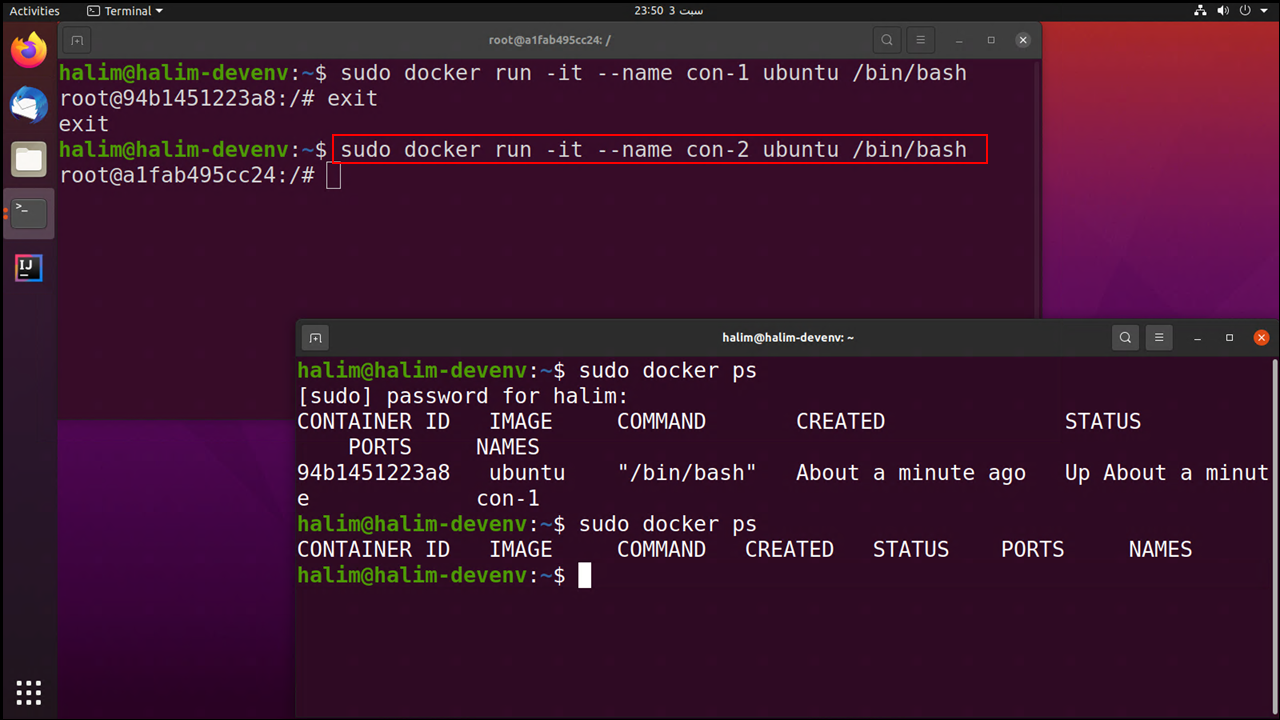 Activities Terminal 23:50 3 سبت
root@a1fab495cc24: /
halim@halim-devenv:~$ sudo docker run -it --name con-1 ubuntu /bin/bash
root@94b1451223a8:/# exit
exit
halim@halim-devenv:~$ sudo docker run -it --name con-2 ubuntu /bin/bash
root@a1fab495cc24:/#
>_
IJ
halim@halim-devenv: ~
halim@halim-devenv:~$ sudo docker ps
[sudo] password for halim:
CONTAINER ID IMAGE COMMAND CREATED STATUS
PORTS NAMES
94b1451223a8 ubuntu "/bin/bash" About a minute ago Up About a minut
e con-1
halim@halim-devenv:~$ sudo docker ps
CONTAINER ID IMAGE COMMAND CREATED STATUS PORTS NAMES
halim@halim-devenv:~$